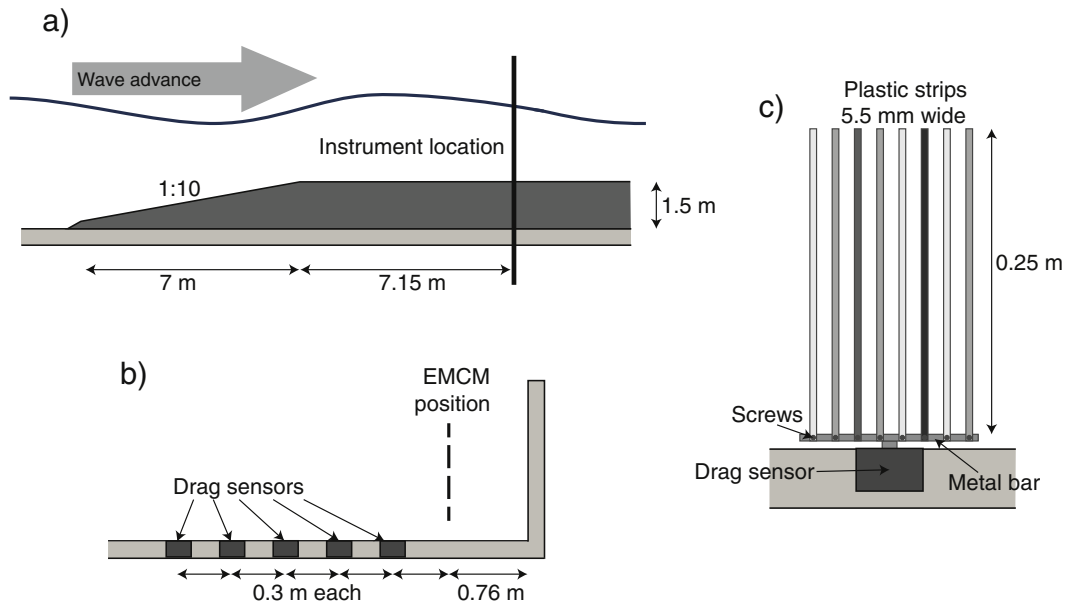 a)
Wave advance
Instrument location
1:10
1.5 m
7 m
7.15 m
b)
EMCM
position
Drag sensors
0.3 m each
0.76 m
c)
Plastic strips
5.5 mm wide
0.25 m
Screws
Drag sensor
Metal bar